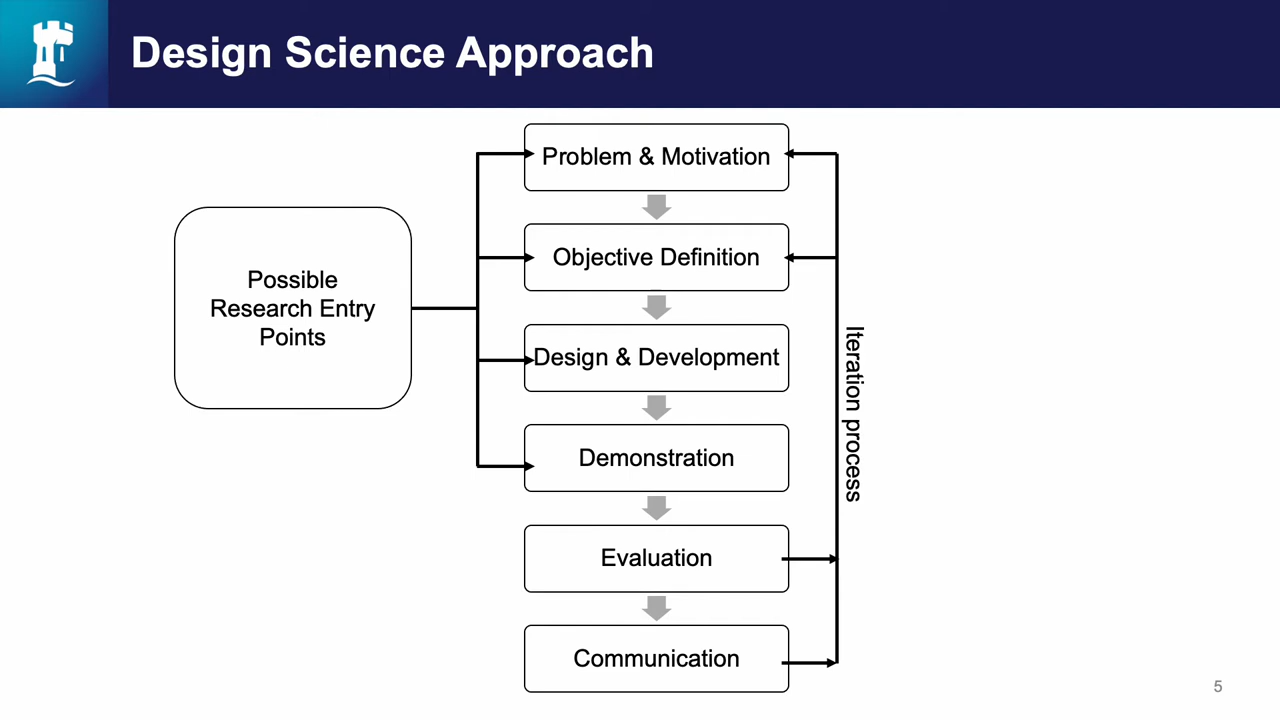 Design Science Approach
Possible
Research Entry
Points
Problem & Motivation
Objective Definition
Design & Development
Demonstration
Evaluation
Communication
Iteration process
5